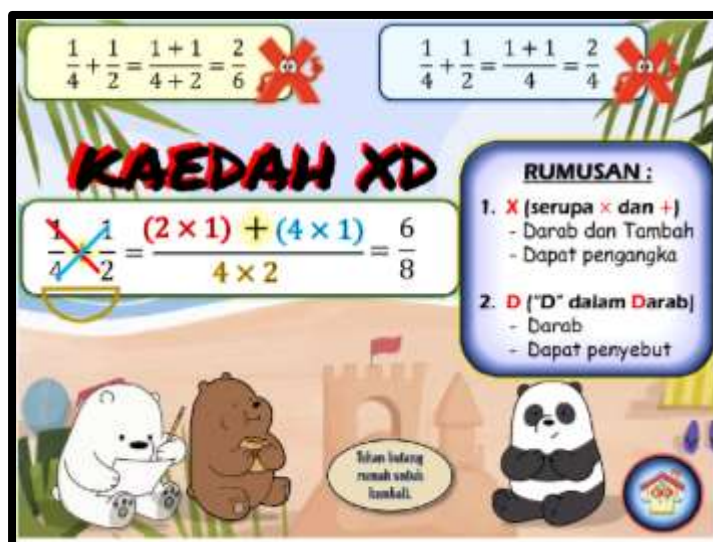 1/4 + 1/2 = (1 + 1)/(4 + 2) = 2/6
1/4 + 1/2 = (1 + 1)/4 = 2/4
KAEDAH XD
1/4 + 1/2 = ((2 × 1) + (4 × 1))/(4 × 2) = 6/8
RUMUSAN :
1. X (serupa × dan +)
- Darab dan Tambah
- Dapat pengangka
2. D ("D" dalam Darab)
- Darab
- Dapat penyebut
Tekan butang
rumah untuk
kembali.